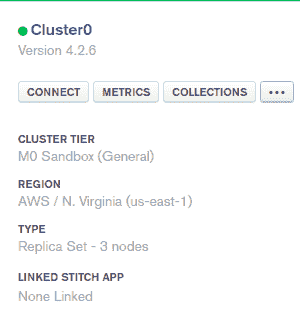 Cluster0
Version 4.2.6
CONNECT METRICS COLLECTIONS ...
CLUSTER TIER
M0 Sandbox (General)
REGION
AWS / N. Virginia (us-east-1)
TYPE
Replica Set - 3 nodes
LINKED STITCH APP
None Linked